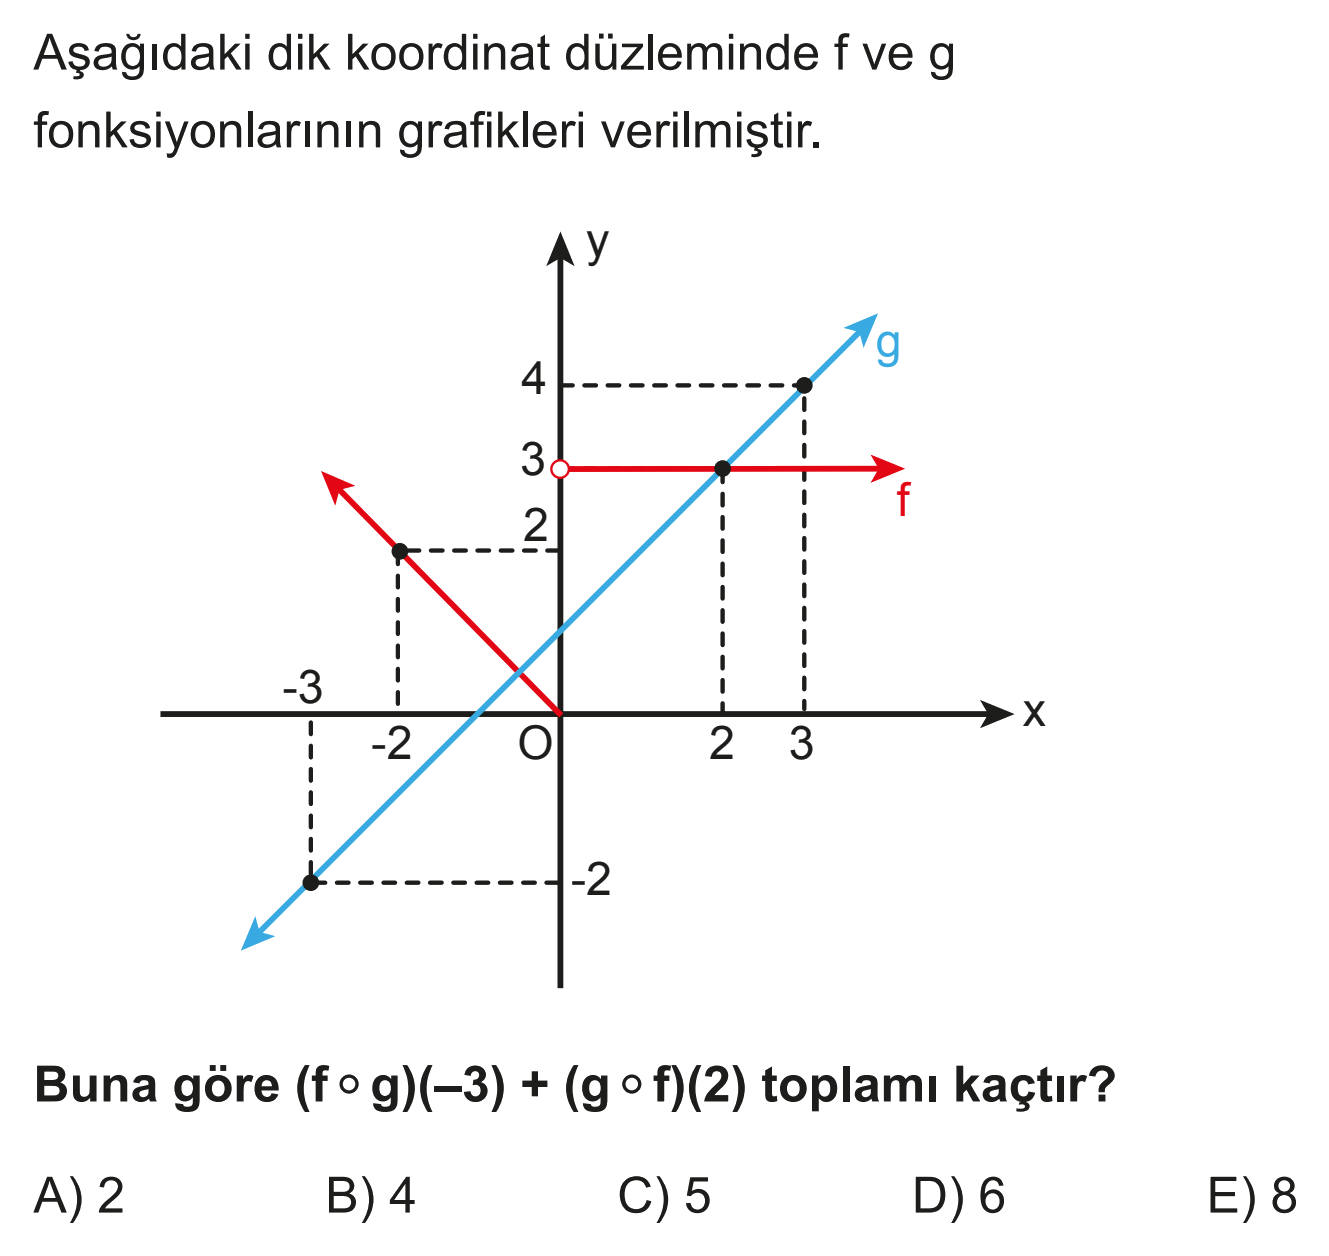 Aşağıdaki dik koordinat düzleminde f ve g
fonksiyonlarının grafikleri verilmiştir.
y
g
4
3
f
2
-3
x
-2 O 2 3
-2
Buna göre (f ∘ g)(–3) + (g ∘ f)(2) toplamı kaçtır?
A) 2 B) 4 C) 5 D) 6 E) 8